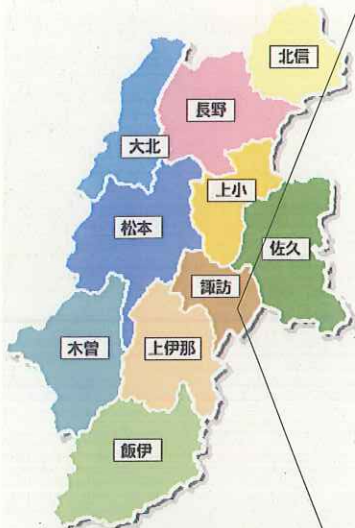 北信
長野
大北
上小
松本
佐久
諏訪
木曽
上伊那
飯伊